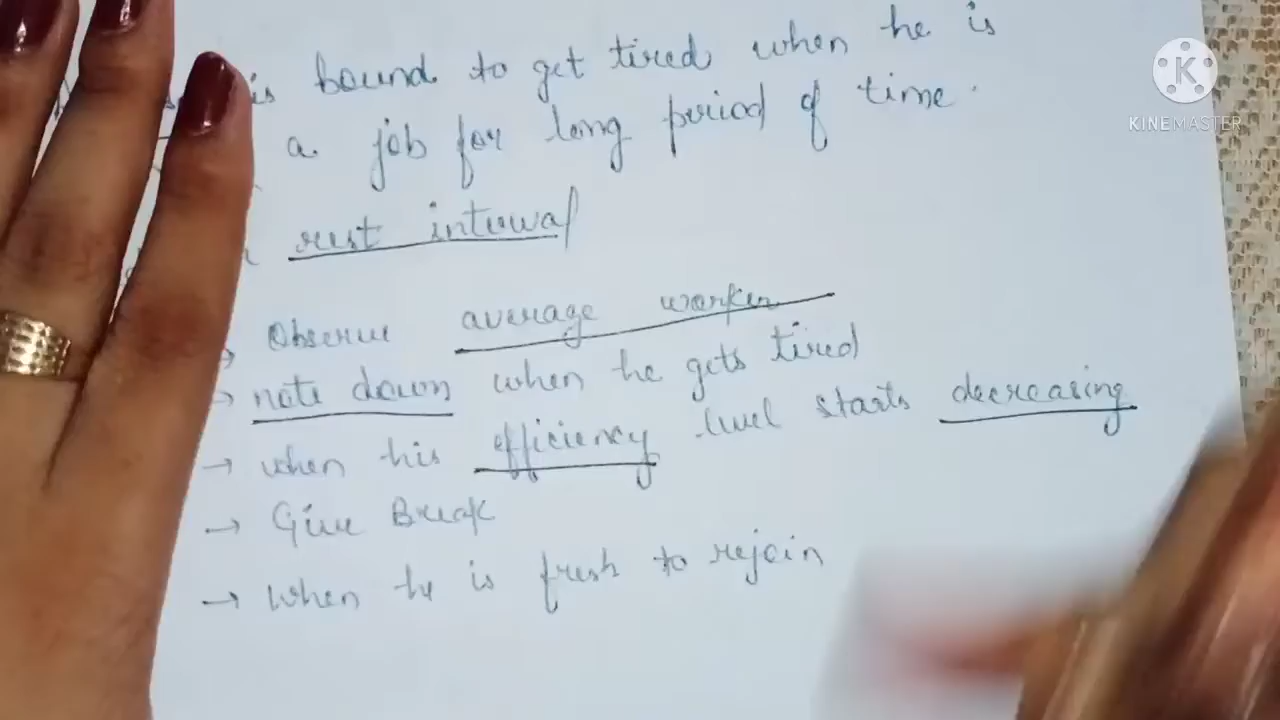 is bound to get tired when he is
a job for long period of time.
rest interval
→ Observe average worker
→ note down when he gets tired
→ when his efficiency level starts decreasing
→ Give Break
→ When he is fresh to rejoin
KINEMASTER